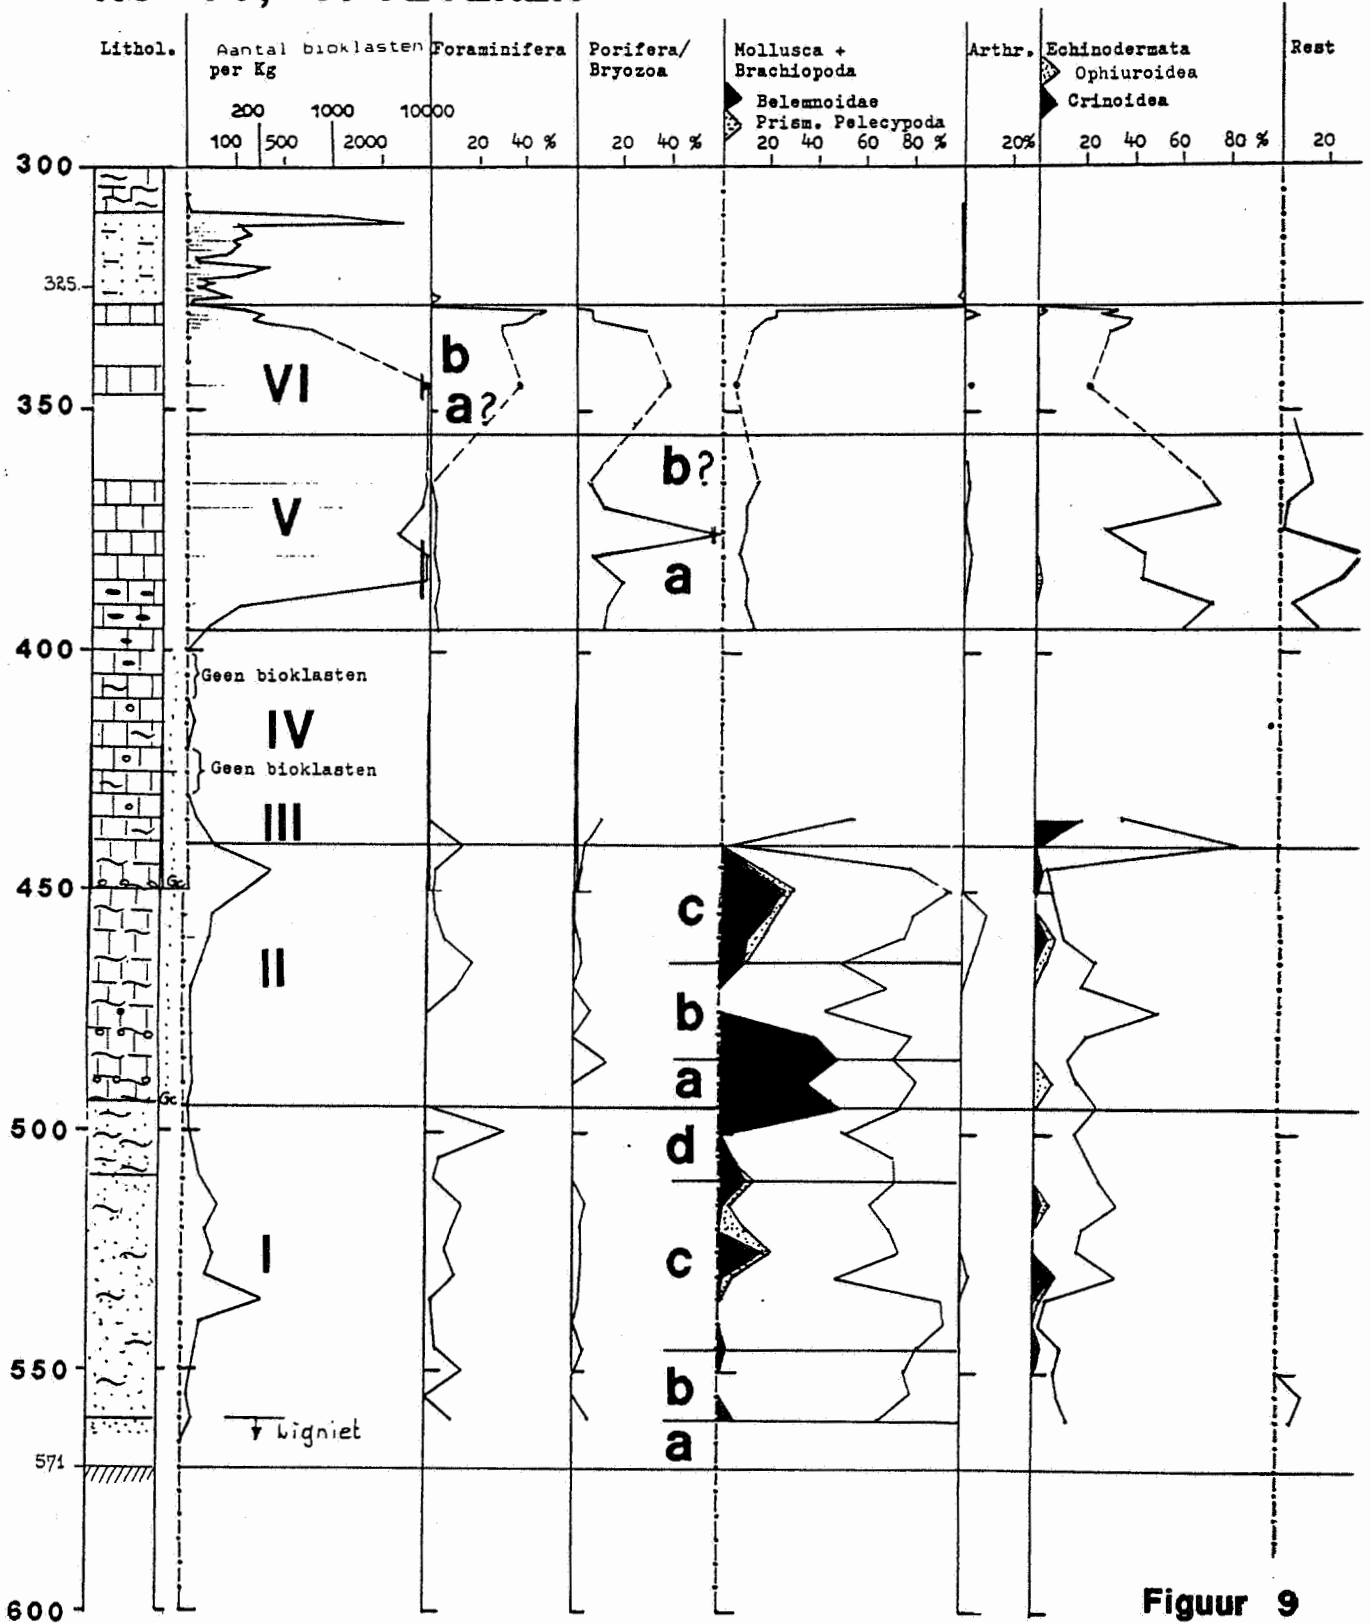 Lithol.
Aantal bioklasten
per Kg
Foraminifera
Porifera/
Bryozoa
Mollusca +
Brachiopoda
Belemnoidae
Prism. Pelecypoda
Arthr.
Echinodermata
Ophiuroidea
Crinoidea
Rest
200 1000 10000
100 500 2000
20 40 %
20 40 %
20 40 60 80 %
20%
20 40 60 80 %
20
300
325
b
VI
a?
350
b?
V
a
400
Geen bioklasten
IV
Geen bioklasten
III
450
Gc
c
II
b
a
Gc
500
d
I
c
550
b
Ligniet
a
571
600
Figuur 9